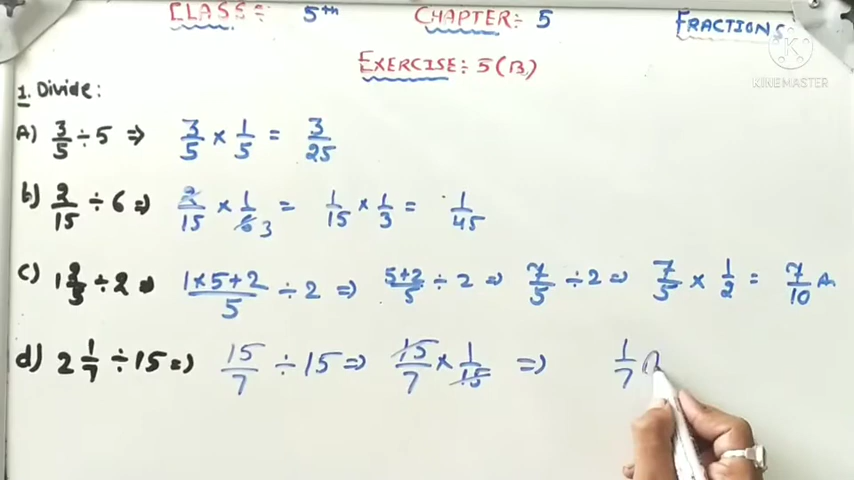 CLASS:- 5th CHAPTER:- 5 FRACTIONS
KINEMASTER
EXERCISE:- 5(B)
1. Divide:
A) 3/5 ÷ 5 ⇒ 3/5 × 1/5 = 3/25
b) 2/15 ÷ 6 ⇒ 2/15 × 1/6 3 = 1/15 × 1/3 = 1/45
c) 1 2/5 ÷ 2 ⇒ 1×5+2/5 ÷ 2 ⇒ 5+2/5 ÷ 2 ⇒ 7/5 ÷ 2 ⇒ 7/5 × 1/2 = 7/10 A.
d) 2 1/7 ÷ 15 ⇒ 15/7 ÷ 15 ⇒ 15/7 × 1/15 ⇒ 1/7